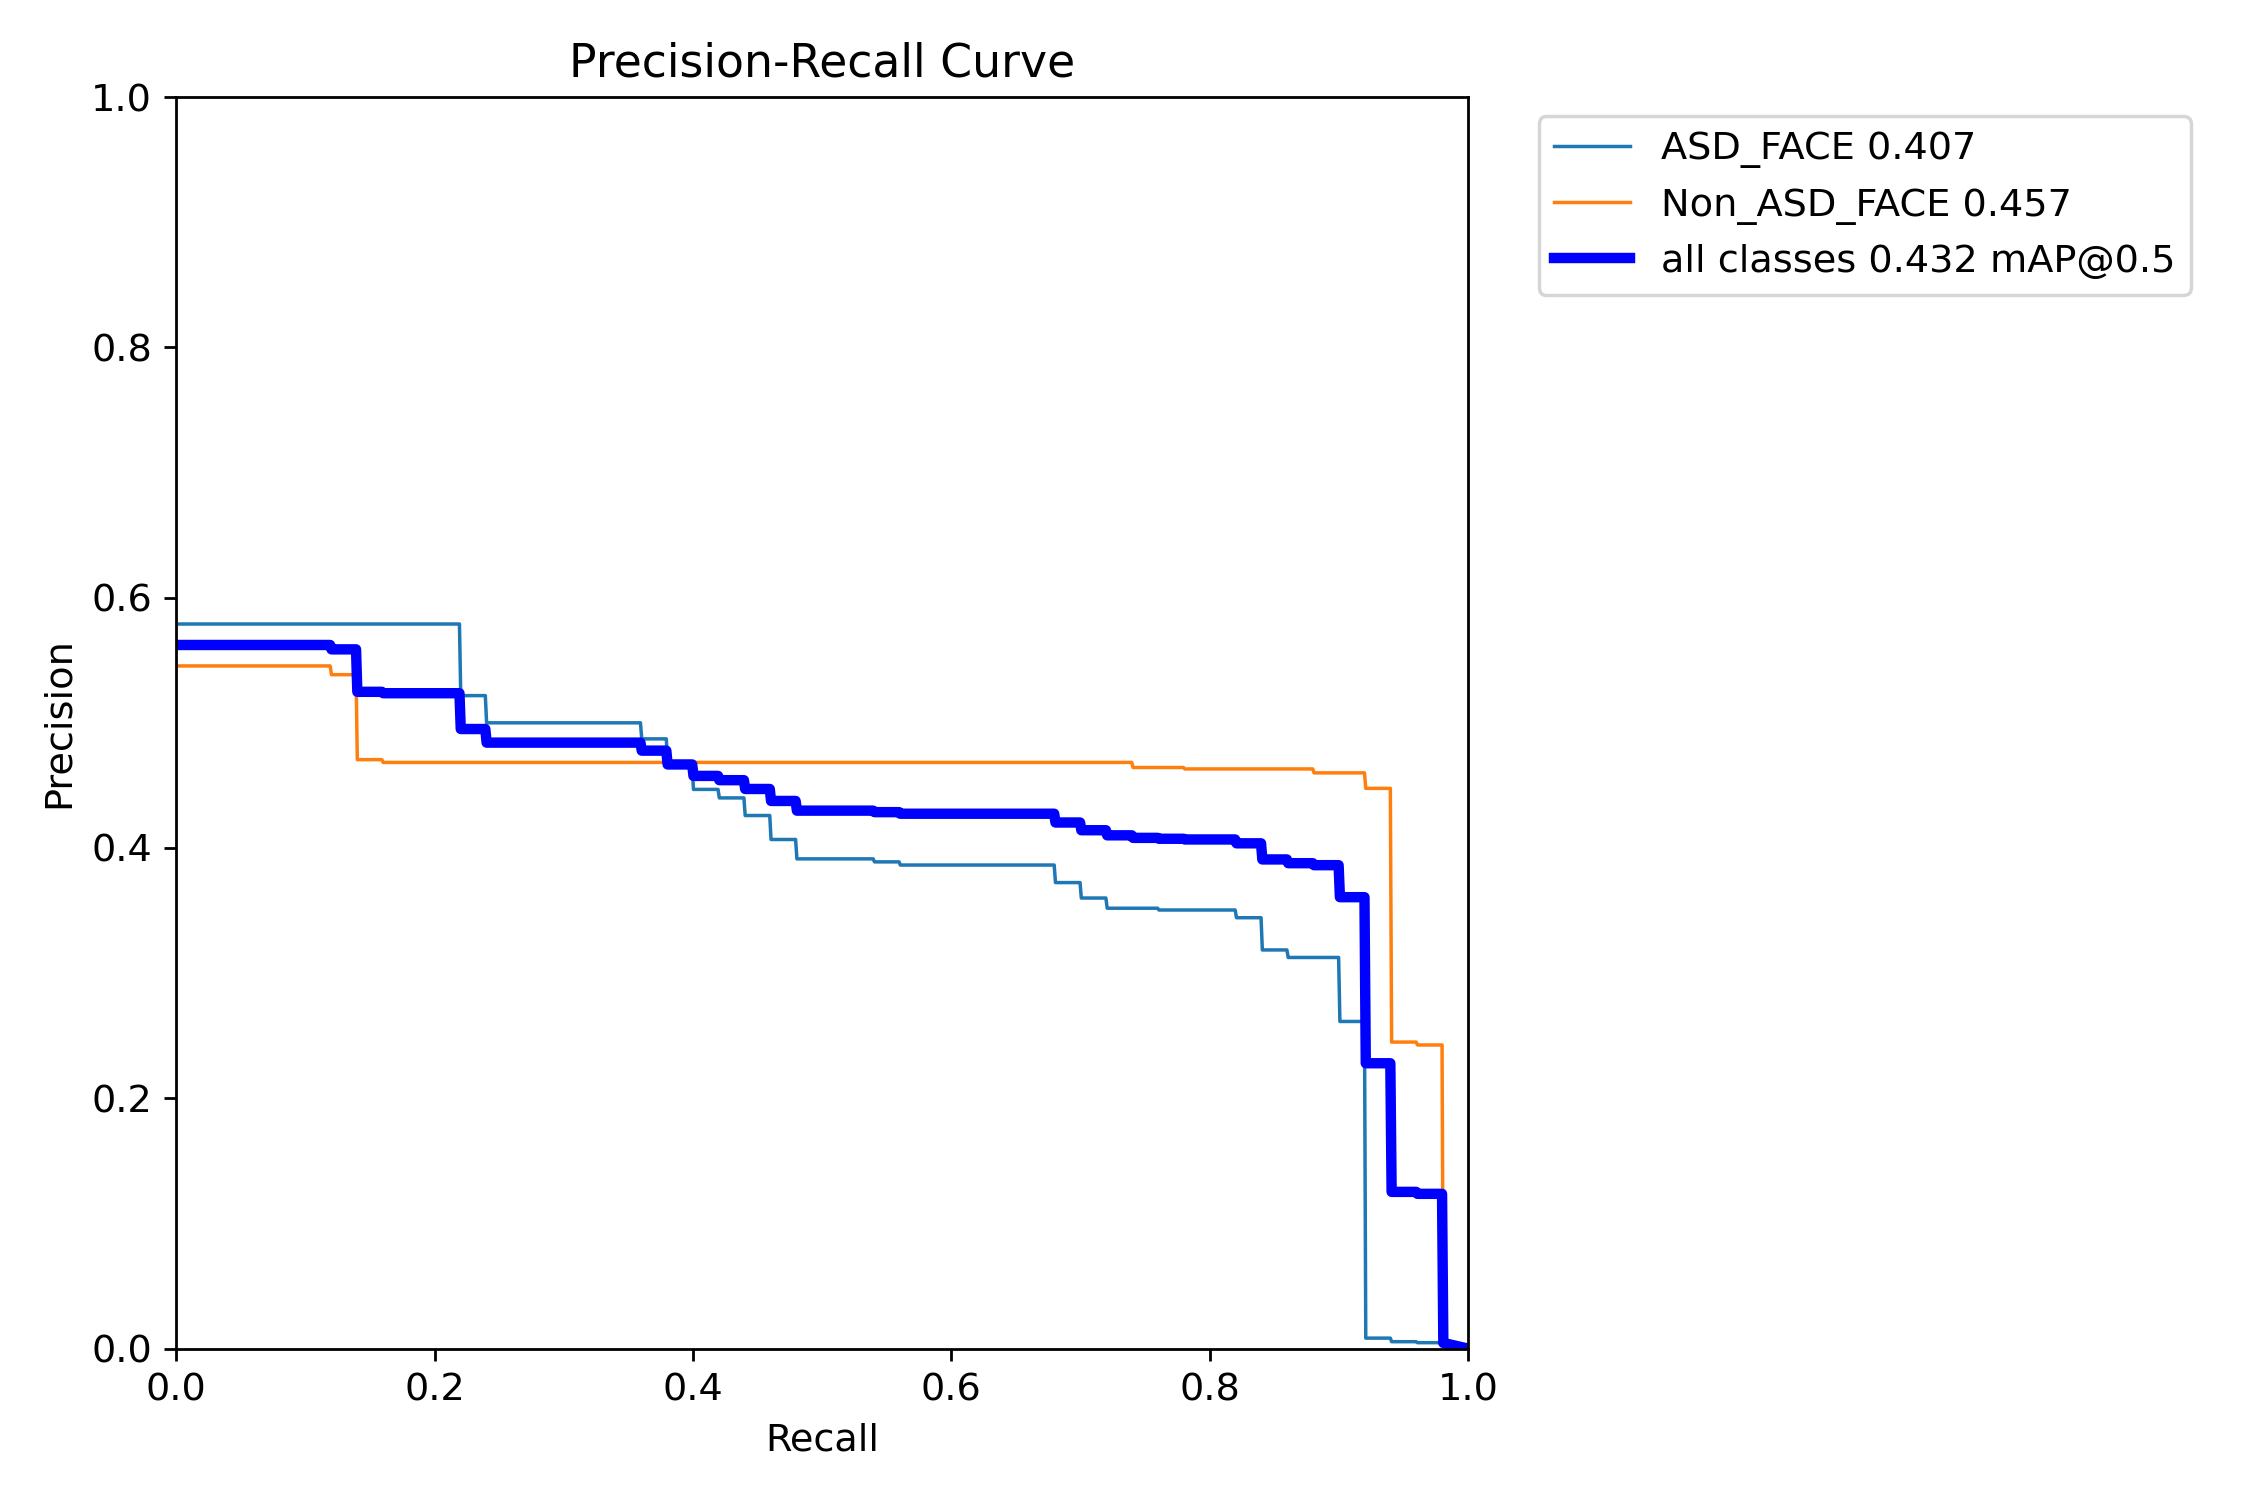 Precision-Recall Curve
1.0
0.8
0.6
0.4
0.2
0.0
Precision
0.0 0.2 0.4 0.6 0.8 1.0
Recall
ASD_FACE 0.407
Non_ASD_FACE 0.457
all classes 0.432 mAP@0.5